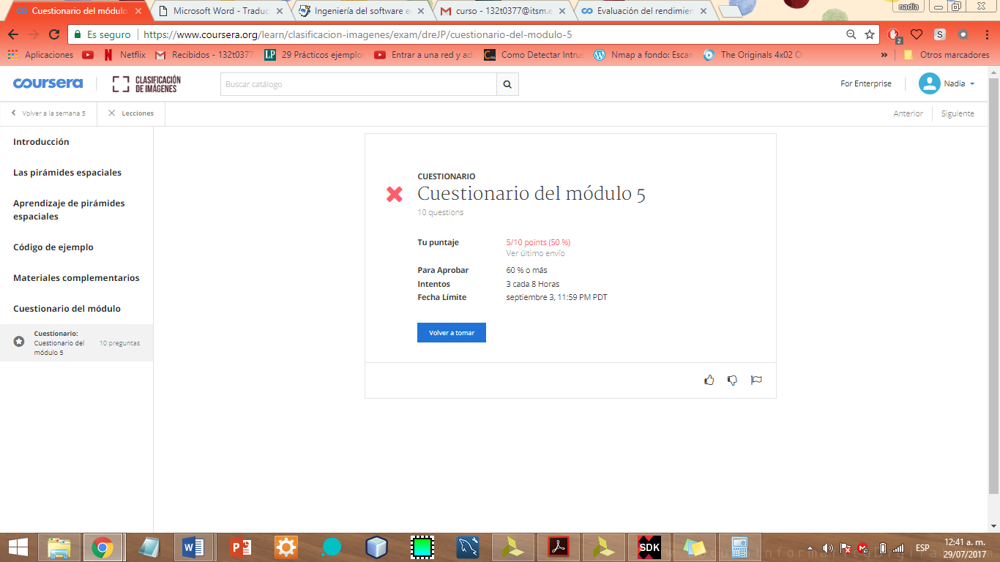 Cuestionario del módulo
Microsoft Word - Traduc
Ingeniería del software e
curso - 132t0377@itsm.e
Evaluación del rendimien
nadia
Es seguro
https://www.coursera.org/learn/clasificacion-imagenes/exam/dreJP/cuestionario-del-modulo-5
2
Aplicaciones
Netflix
Recibidos - 132t0377
29 Prácticos ejemplo
Entrar a una red y ad
Como Detectar Intrus
Nmap a fondo: Escan
The Originals 4x02 O
»
Otros marcadores
coursera
CLASIFICACIÓN
DE IMÁGENES
Buscar catálogo
For Enterprise
Nadia
Volver a la semana 5
Lecciones
Anterior
Siguiente
Introducción
Las pirámides espaciales
Aprendizaje de pirámides
espaciales
Código de ejemplo
Materiales complementarios
Cuestionario del módulo
Cuestionario:
Cuestionario del
módulo 5
10 preguntas
CUESTIONARIO
Cuestionario del módulo 5
10 questions
Tu puntaje
5/10 points (50 %)
Ver último envío
Para Aprobar
60 % o más
Intentos
3 cada 8 Horas
Fecha Límite
septiembre 3, 11:59 PM PDT
Volver a tomar
SDK
ESP
12:41 a. m.
29/07/2017